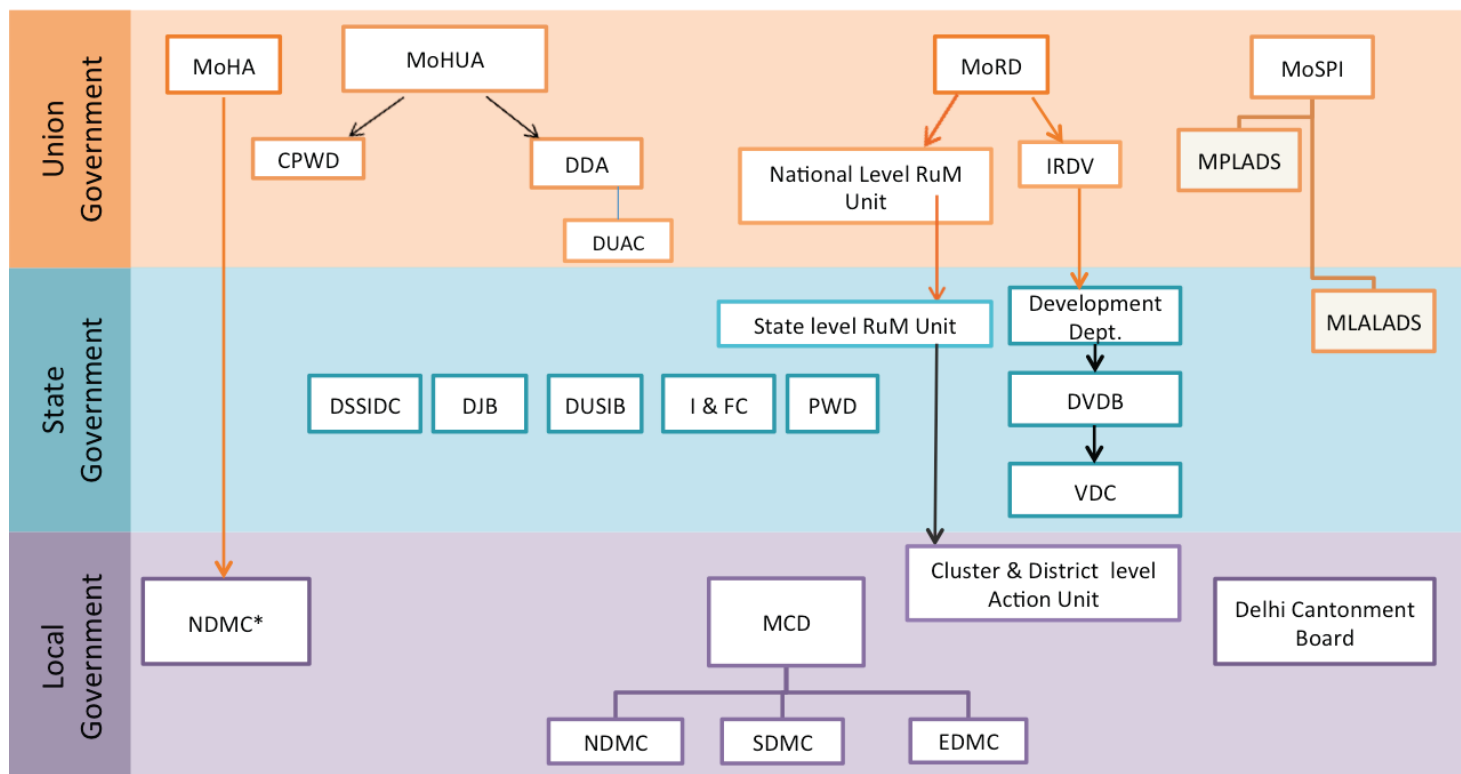 Union
Government
MoHA
MoHUA
MoRD
MoSPI
CPWD
DDA
National Level RuM
Unit
IRDV
MPLADS
DUAC
State
Government
State level RuM Unit
Development
Dept.
MLALADS
DSSIDC
DJB
DUSIB
I & FC
PWD
DVDB
VDC
Local
Government
NDMC*
MCD
Cluster & District level
Action Unit
Delhi Cantonment
Board
NDMC
SDMC
EDMC